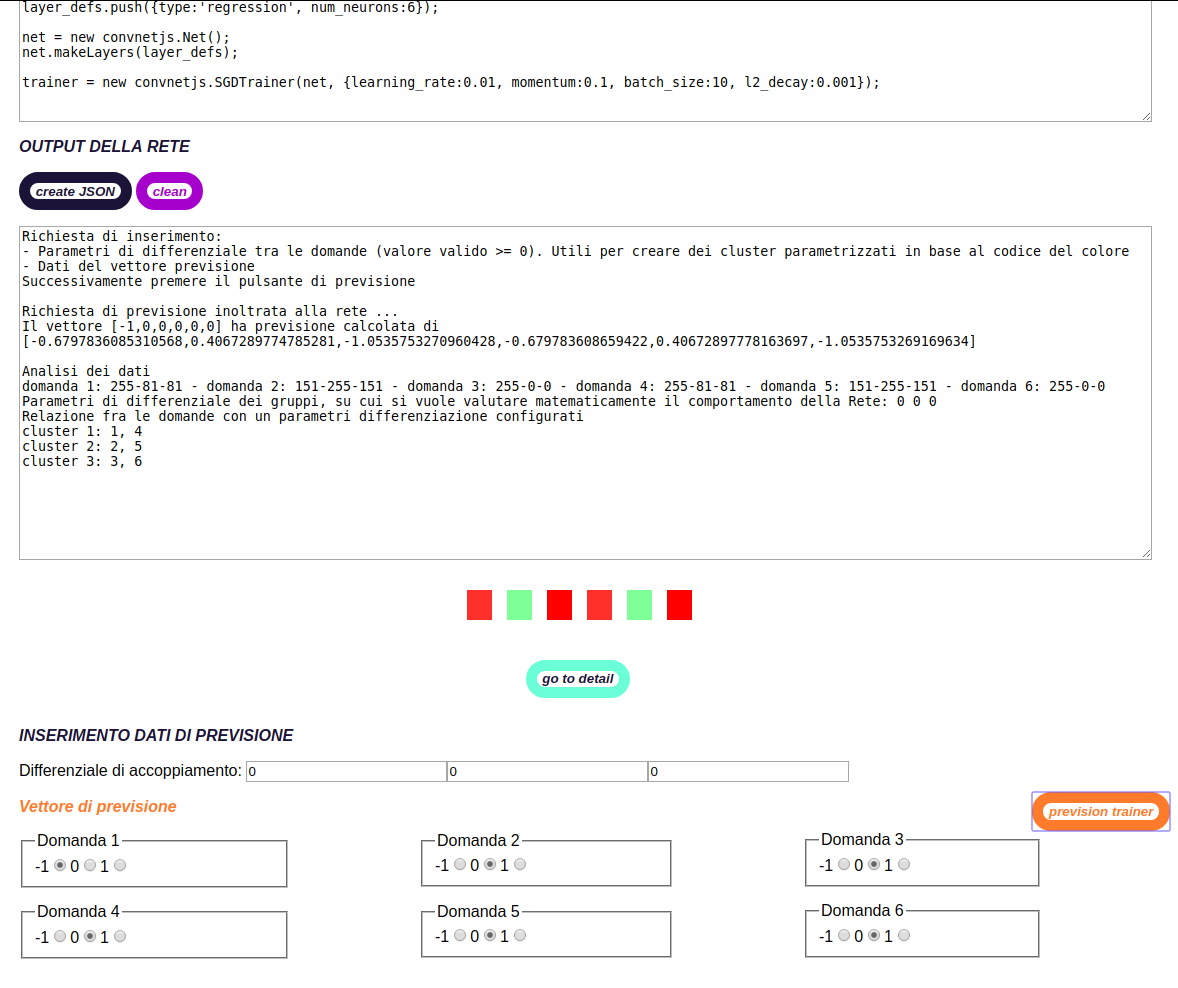 layer_defs.push({type:'regression', num_neurons:6});
net = new convnetjs.Net();
net.makeLayers(layer_defs);
trainer = new convnetjs.SGDTrainer(net, {learning_rate:0.01, momentum:0.1, batch_size:10, l2_decay:0.001});
OUTPUT DELLA RETE
create JSON clean
Richiesta di inserimento:
- Parametri di differenziale tra le domande (valore valido >= 0). Utili per creare dei cluster parametrizzati in base al codice del colore
- Dati del vettore previsione
Successivamente premere il pulsante di previsione
Richiesta di previsione inoltrata alla rete ...
Il vettore [-1,0,0,0,0,0] ha previsione calcolata di
[-0.6797836085310568,0.4067289774785281,-1.0535753270960428,-0.679783608659422,0.40672897778163697,-1.0535753269169634]
Analisi dei dati
domanda 1: 255-81-81 - domanda 2: 151-255-151 - domanda 3: 255-0-0 - domanda 4: 255-81-81 - domanda 5: 151-255-151 - domanda 6: 255-0-0
Parametri di differenziale dei gruppi, su cui si vuole valutare matematicamente il comportamento della Rete: 0 0 0
Relazione fra le domande con un parametri differenziazione configurati
cluster 1: 1, 4
cluster 2: 2, 5
cluster 3: 3, 6
go to detail
INSERIMENTO DATI DI PREVISIONE
Differenziale di accoppiamento: 0 0 0
Vettore di previsione
prevision trainer
Domanda 1
-1 0 1
Domanda 2
-1 0 1
Domanda 3
-1 0 1
Domanda 4
-1 0 1
Domanda 5
-1 0 1
Domanda 6
-1 0 1